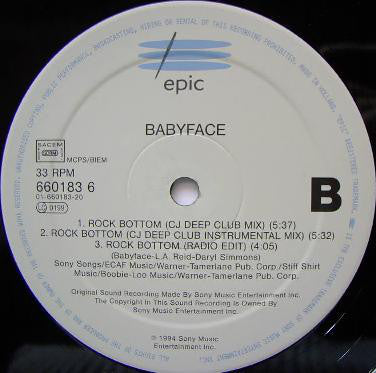 epic
BABYFACE
SACEM
33 RPM
MCPS/BIEM
660183 6
01-660183-20
0199
B
1. ROCK BOTTOM (CJ DEEP CLUB MIX) (5:37)
2. ROCK BOTTOM (CJ DEEP CLUB INSTRUMENTAL MIX) (5:32)
3. ROCK BOTTOM (RADIO EDIT) (4:05)
(Babyface-L.A. Reid-Daryl Simmons)
Sony Songs/ECAF Music/Warner-Tamerlane Pub. Corp./Stiff Shirt
Music/Boobie-Loo Music/Warner-Tamerlane Pub. Corp.
Original Sound Recording Made By Sony Music Entertainment Inc.
The Copyright In This Sound Recording Is Owned By
Sony Music Entertainment Inc.
℗ 1994 Sony Music
Entertainment Inc.